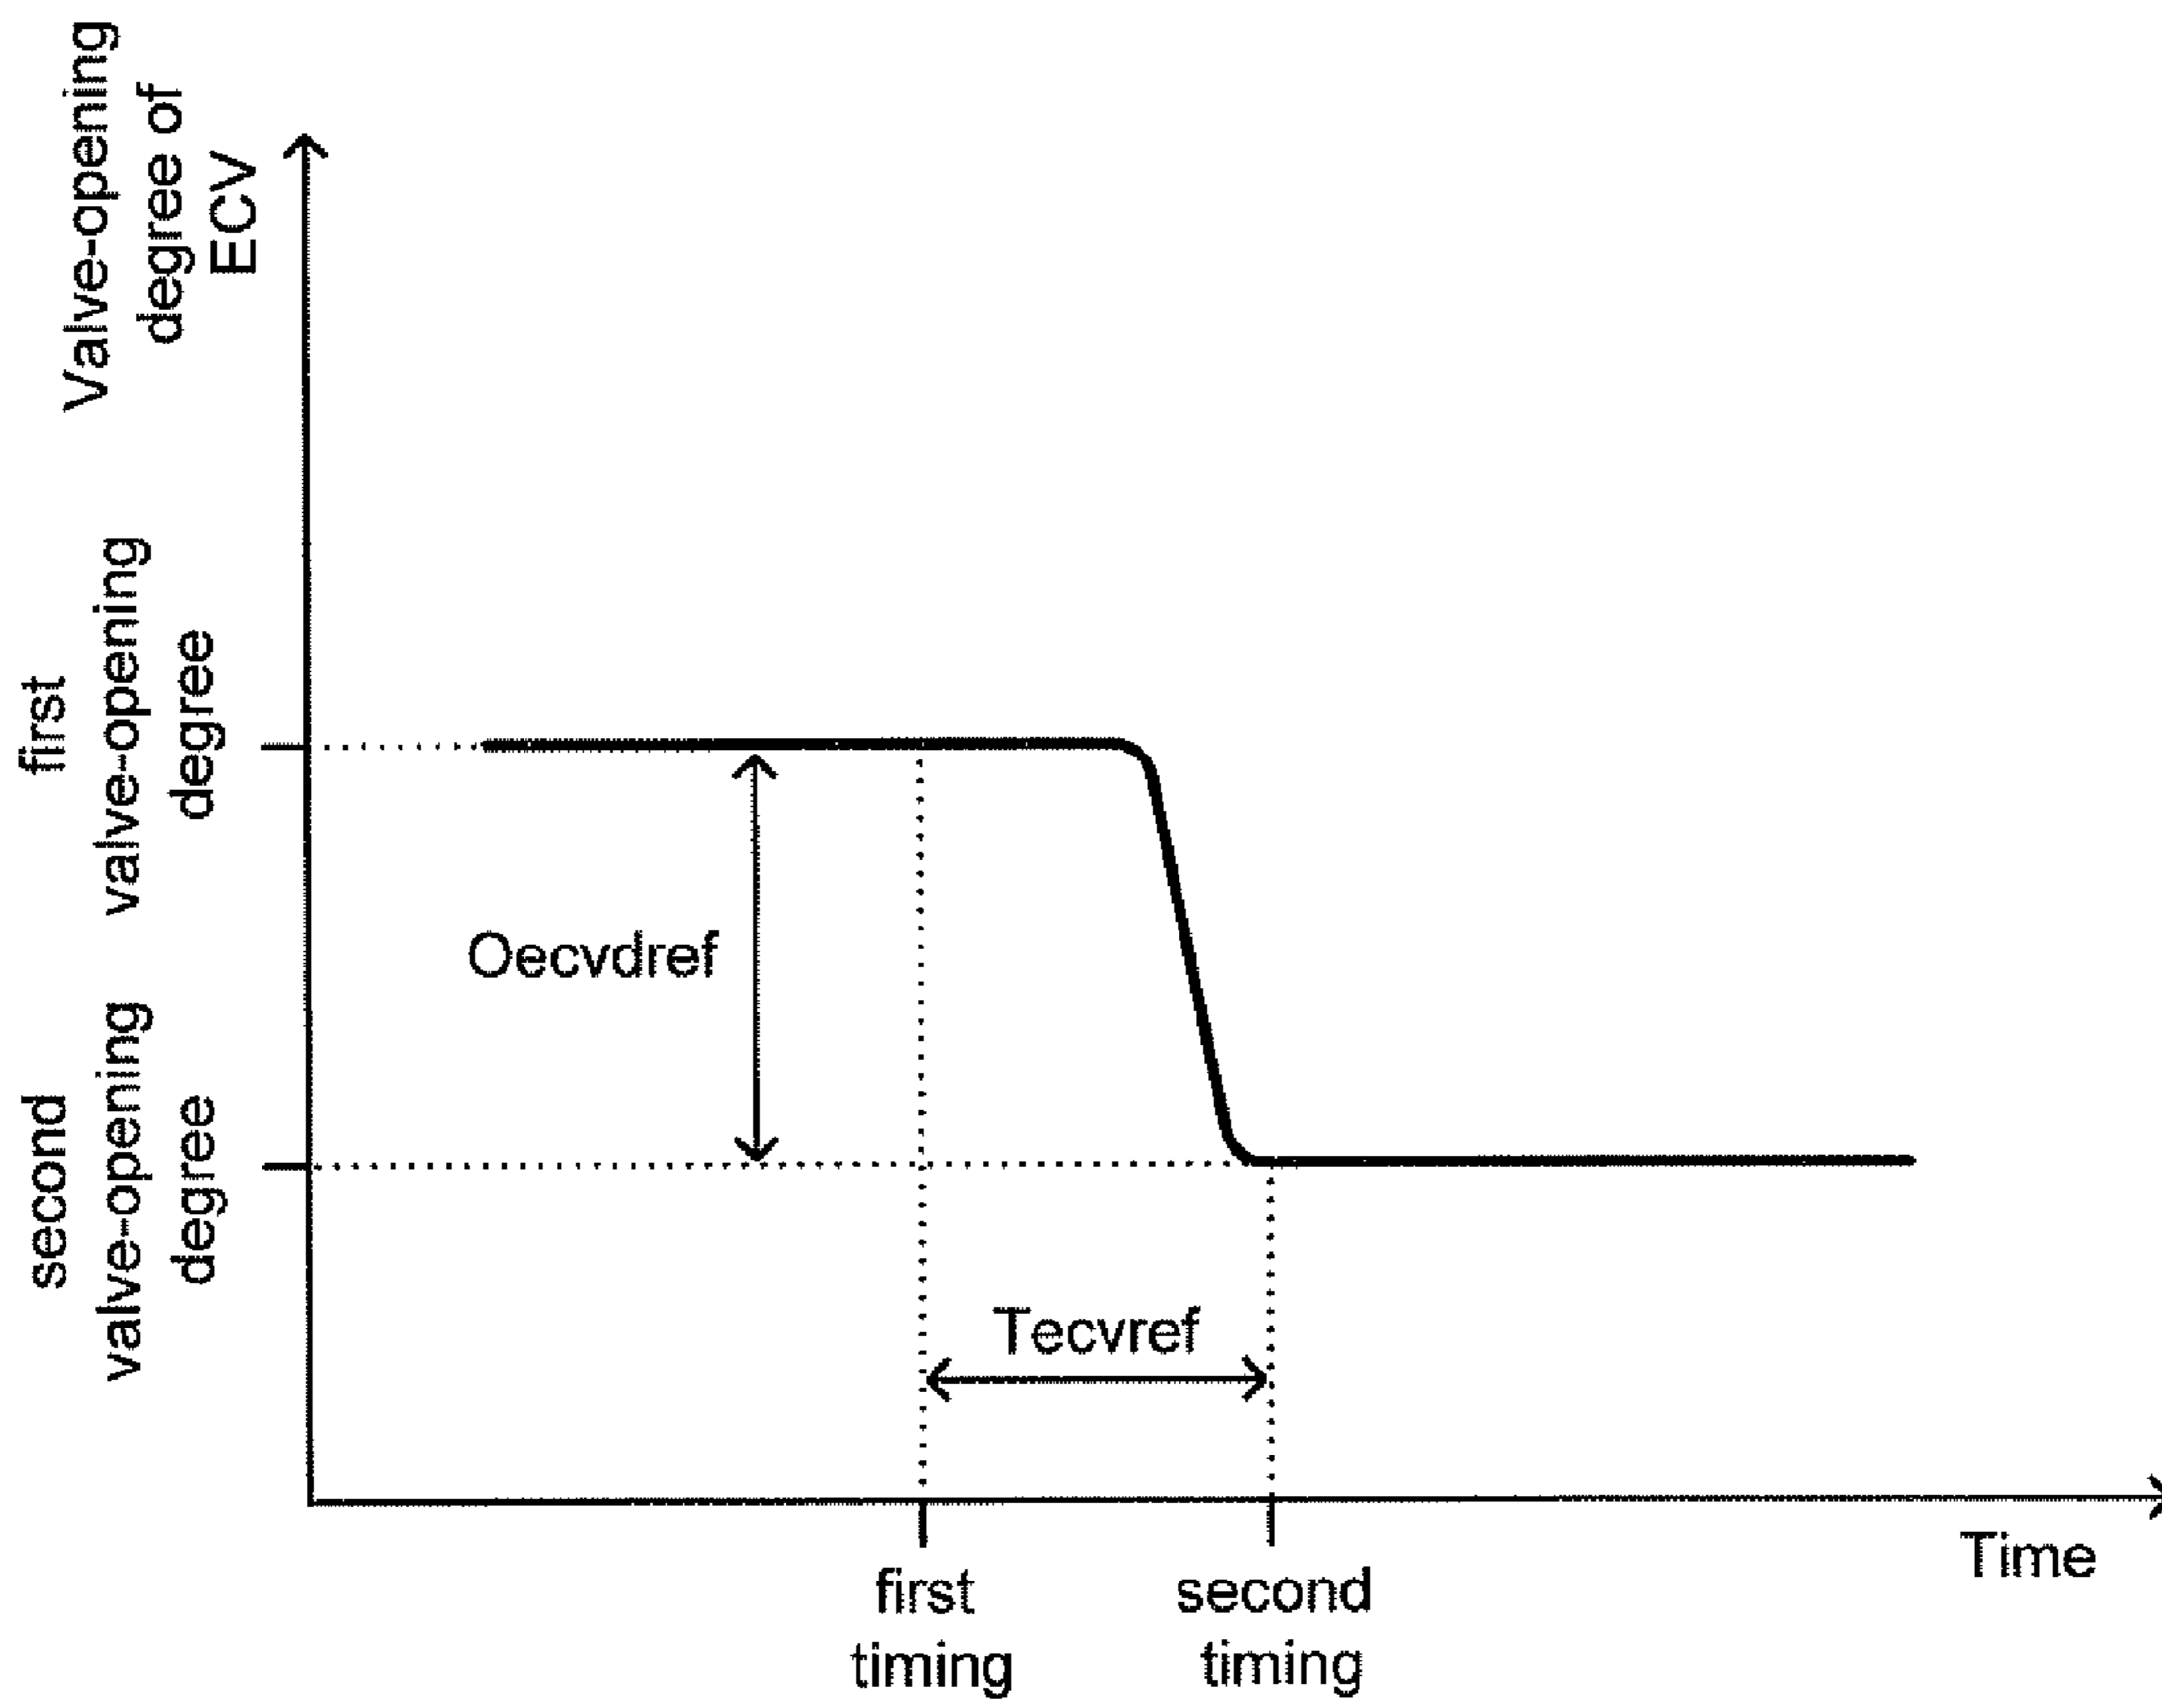 Valve-opening
degree of
ECV
first
valve-opening
degree
second
valve-opening
degree
Oecvdref
Tecvref
Time
first
timing
second
timing